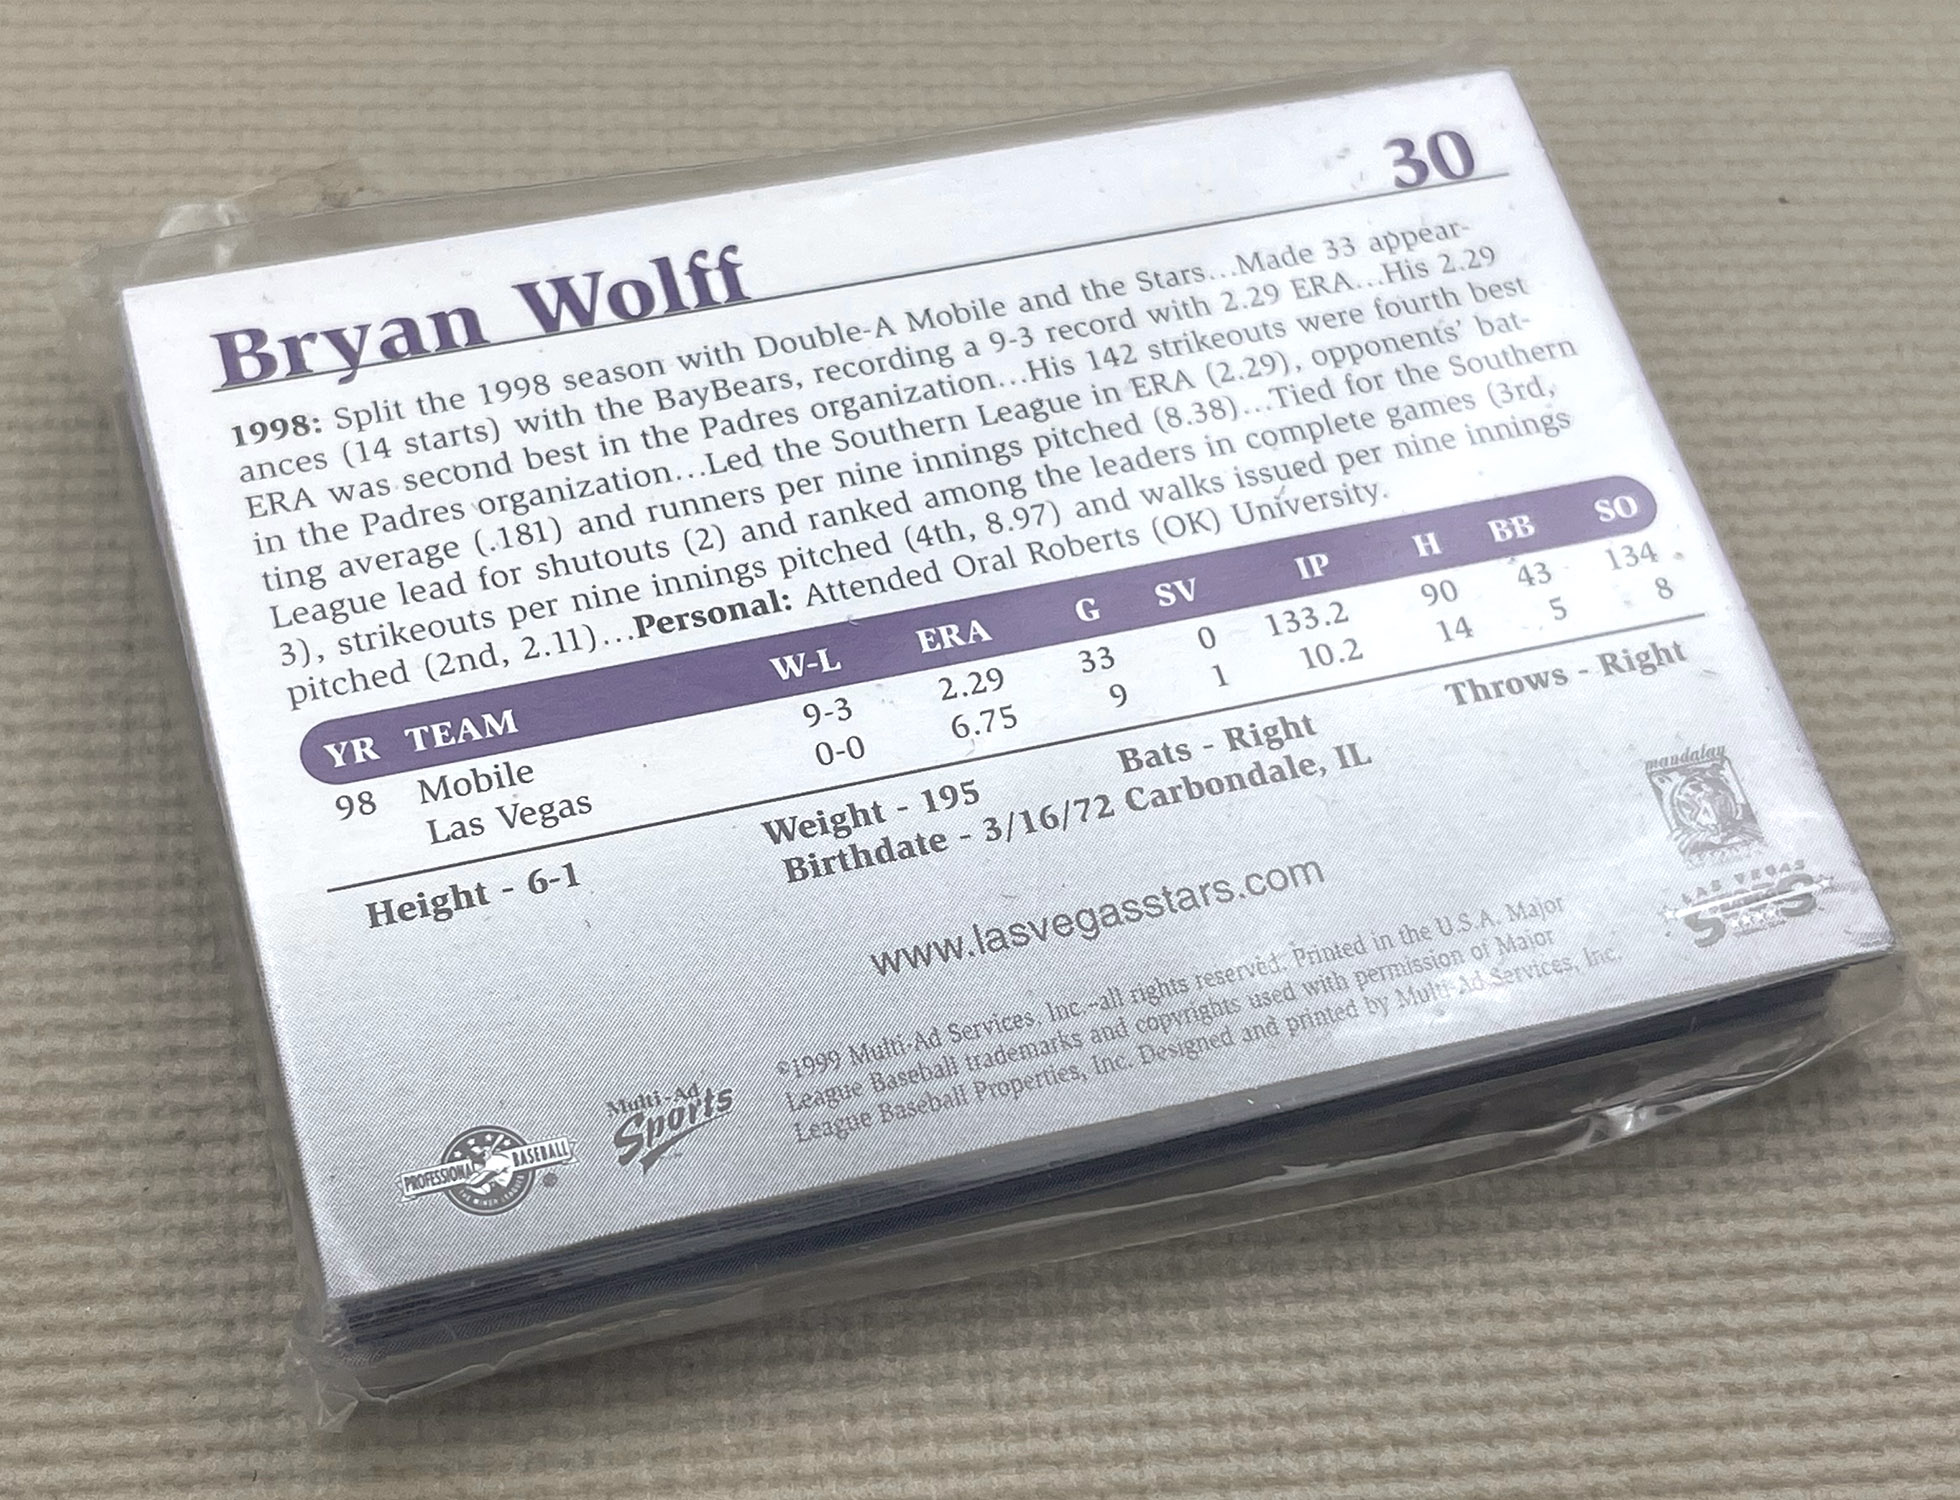 30
Bryan Wolff
1998: Split the 1998 season with Double-A Mobile and the Stars...Made 33 appear-
ances (14 starts) with the BayBears, recording a 9-3 record with 2.29 ERA...His 2.29
ERA was second best in the Padres organization...His 142 strikeouts were fourth best
in the Padres organization...Led the Southern League in ERA (2.29), opponents' bat-
ting average (.181) and runners per nine innings pitched (8.38)...Tied for the Southern
League lead for shutouts (2) and ranked among the leaders in complete games (3rd,
3), strikeouts per nine innings pitched (4th, 8.97) and walks issued per nine innings
pitched (2nd, 2.11)...Personal: Attended Oral Roberts (OK) University.
YR TEAM W-L ERA G SV IP H BB SO
98 Mobile 9-3 2.29 33 0 133.2 90 43 134
Las Vegas 0-0 6.75 9 1 10.2 14 5 8
Height - 6-1 Weight - 195 Bats - Right Throws - Right
Birthdate - 3/16/72 Carbondale, IL
www.lasvegasstars.com
mandalay
LAS VEGAS
STARS
©1999 Multi-Ad Services, Inc.-all rights reserved. Printed in the U.S.A. Major
League Baseball trademarks and copyrights used with permission of Major
League Baseball Properties, Inc. Designed and printed by Multi-Ad Services, Inc.
PROFESSIONAL BASEBALL
Multi-Ad
Sports